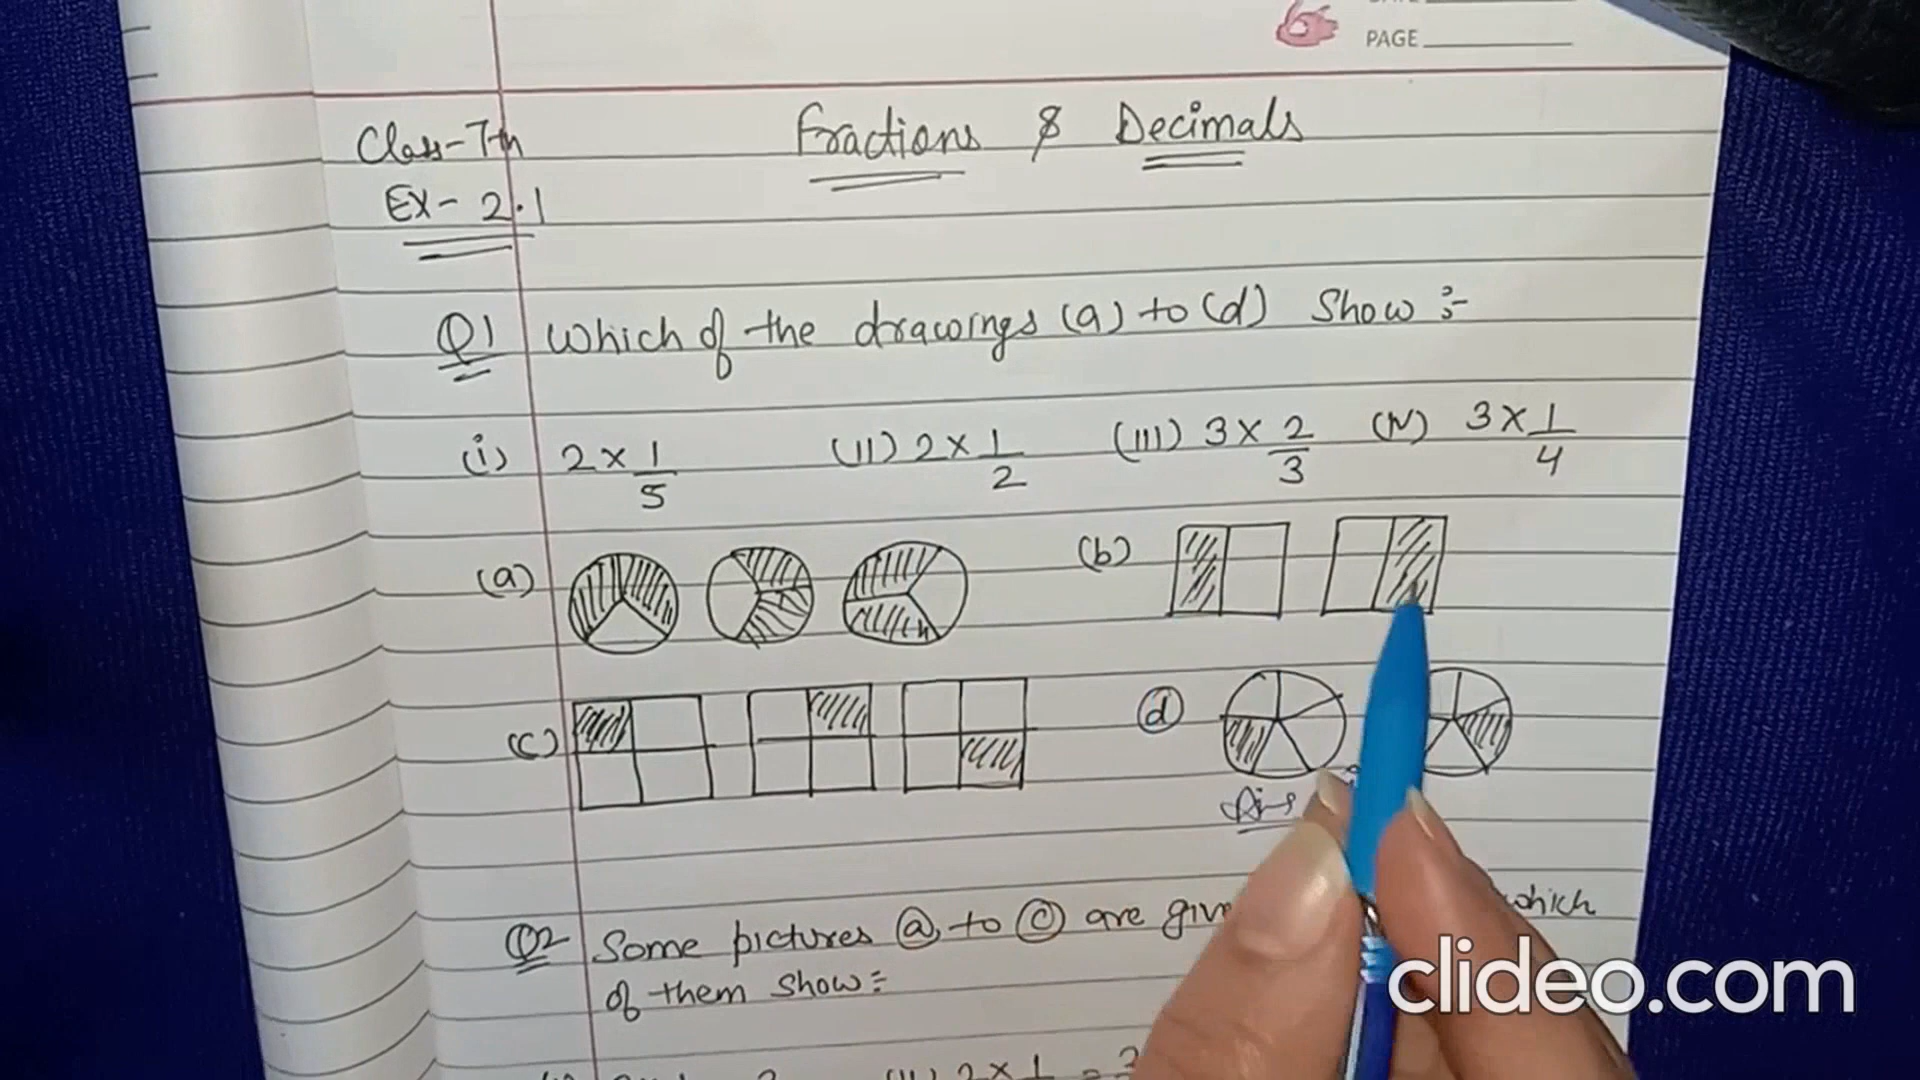 PAGE
Class-7th
Fractions & Decimals
Ex- 2.1
Q1 Which of the drawings (a) to (d) Show :-
(i) 2 × 1/5 (II) 2 × 1/2 (III) 3 × 2/3 (IV) 3 × 1/4
(a) (b)
(c) (d)
Q2 Some pictures (a) to (c) are which
of them show:
clideo.com